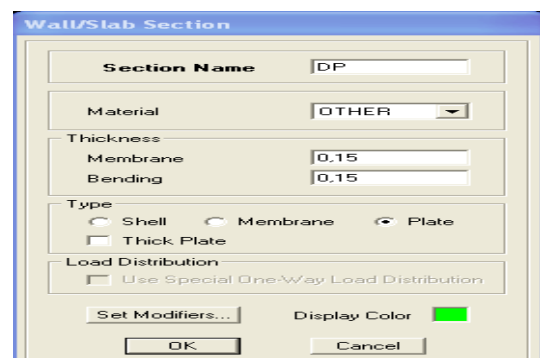 Wall/Slab Section
Section Name DP
Material OTHER
Thickness
Membrane 0,15
Bending 0,15
Type
Shell Membrane Plate
Thick Plate
Load Distribution
Use Special One-Way Load Distribution
Set Modifiers... Display Color
OK Cancel